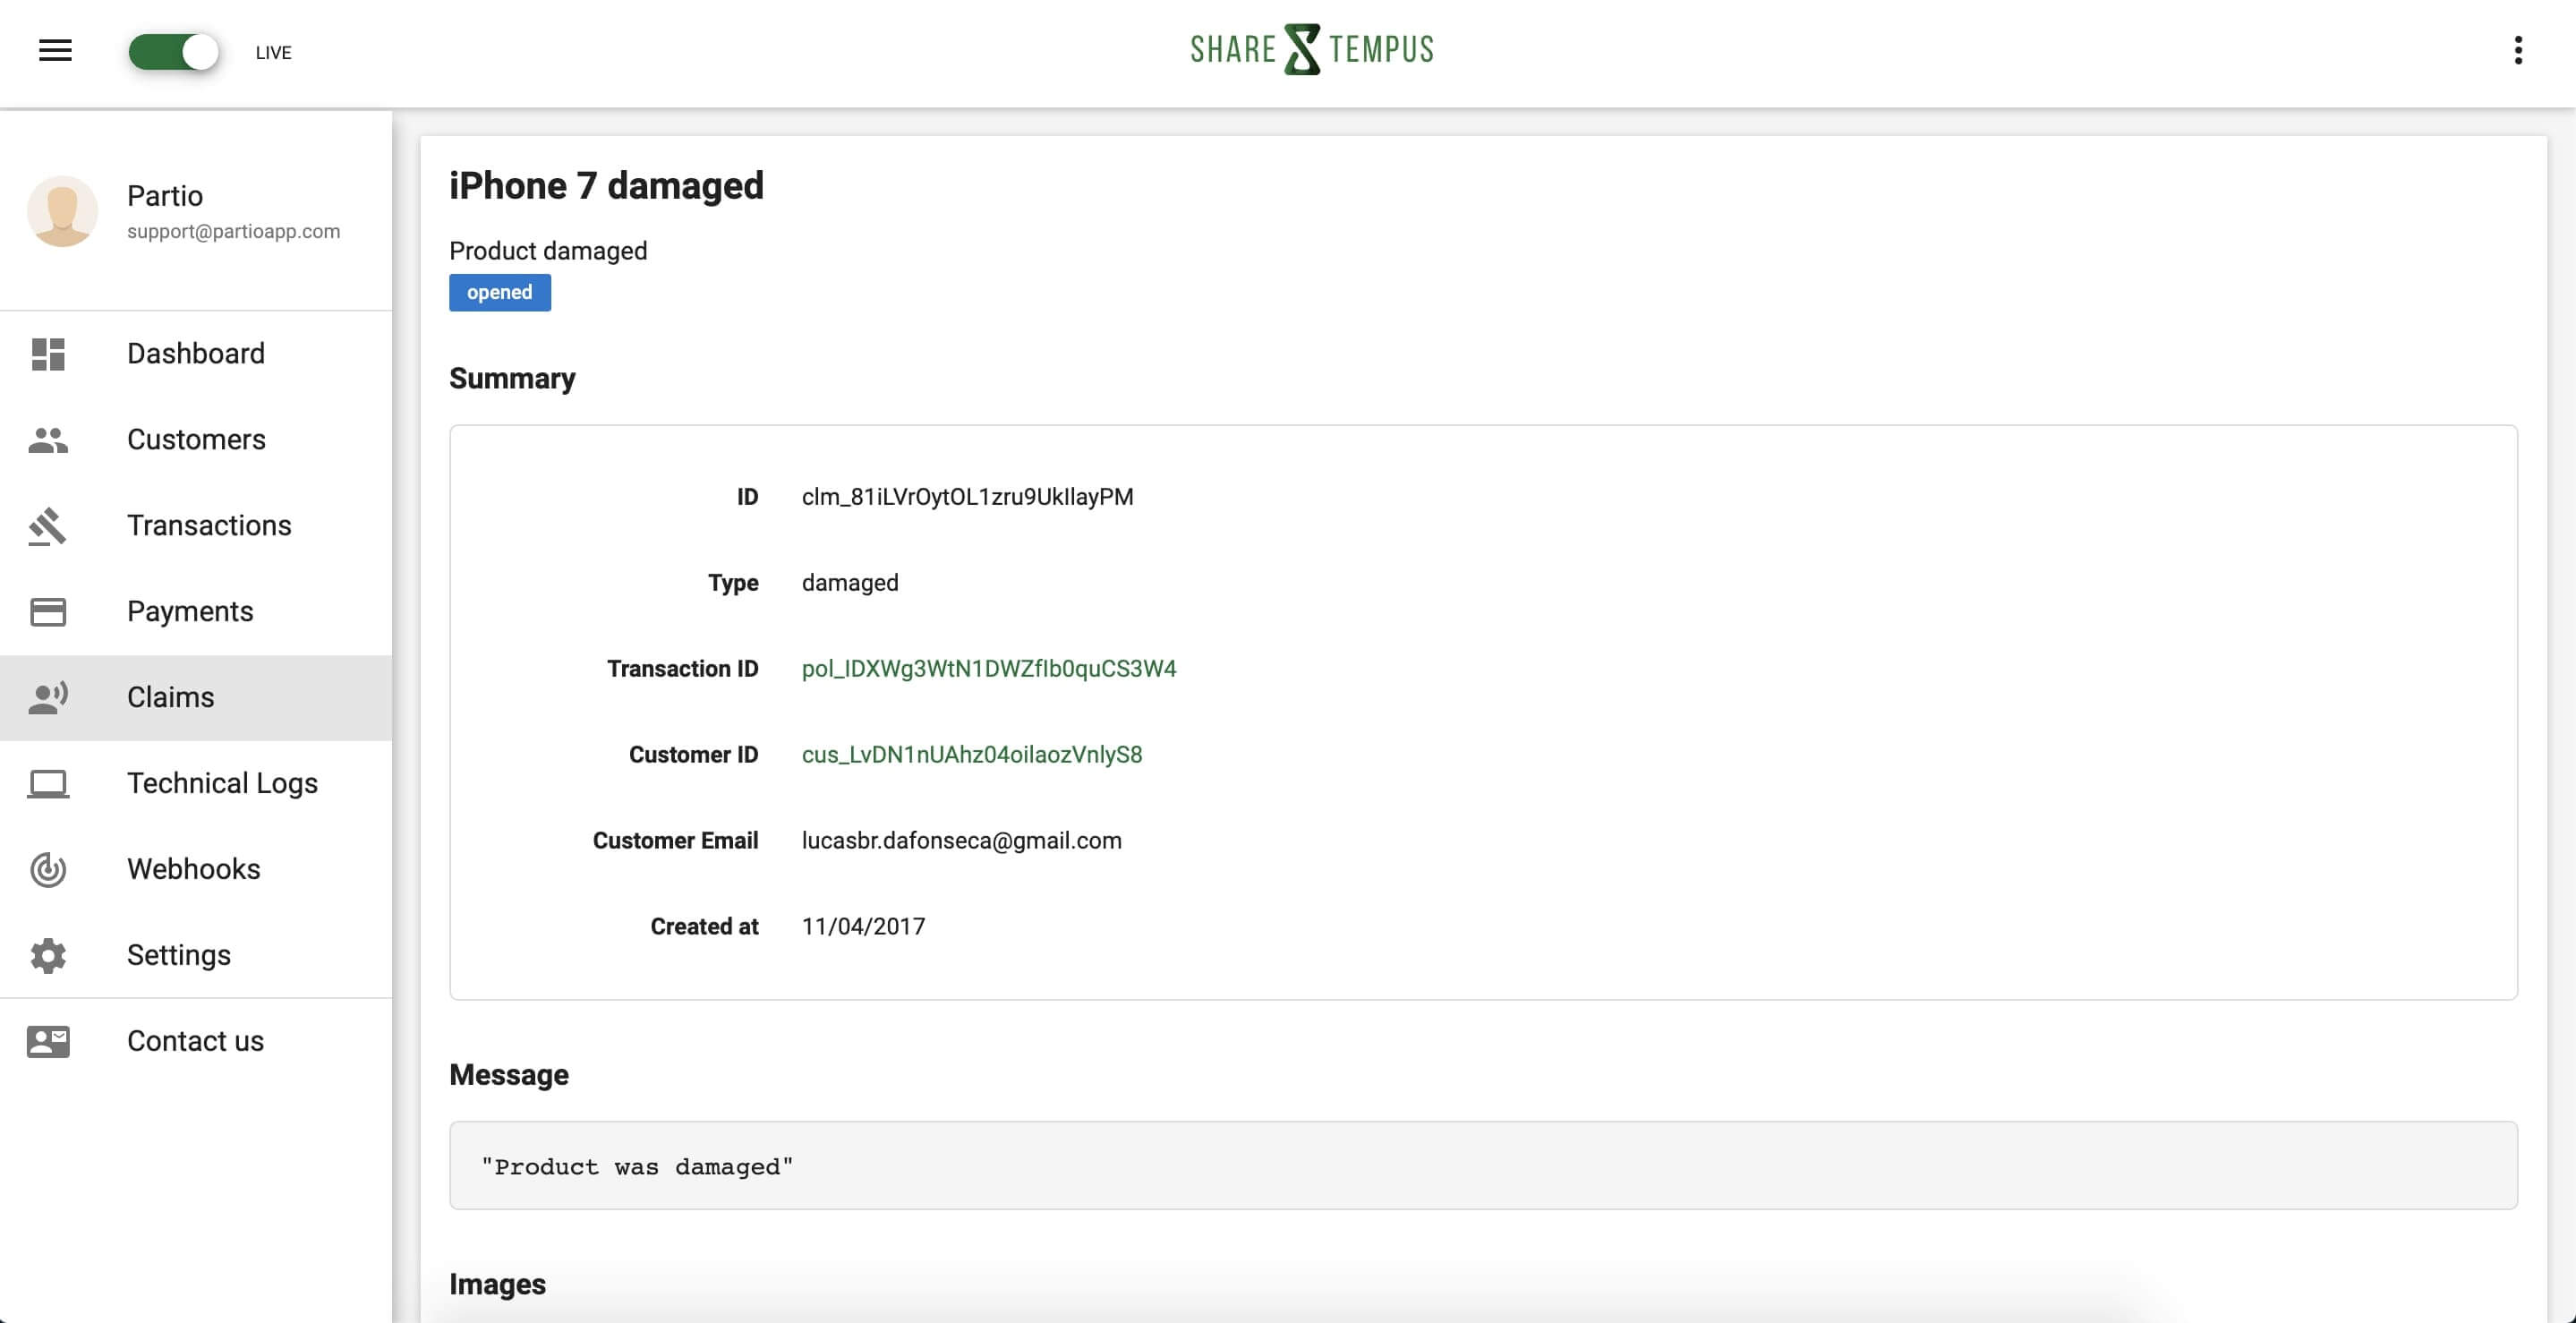 LIVE
SHARE TEMPUS
Partio
support@partioapp.com
Dashboard
Customers
Transactions
Payments
Claims
Technical Logs
Webhooks
Settings
Contact us
iPhone 7 damaged
Product damaged
opened
Summary
ID clm_81iLVrOytOL1zru9UkIlayPM
Type damaged
Transaction ID pol_IDXWg3WtN1DWZfIb0quCS3W4
Customer ID cus_LvDN1nUAhz04oilaozVnlyS8
Customer Email lucasbr.dafonseca@gmail.com
Created at 11/04/2017
Message
"Product was damaged"
Images